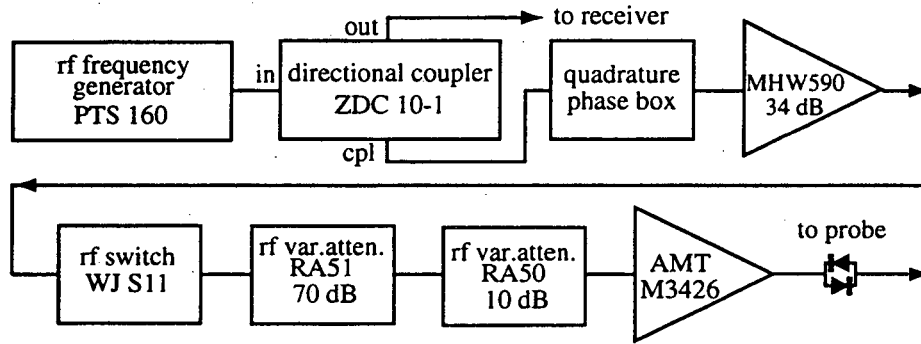 out
to receiver
rf frequency
generator
PTS 160
in
directional coupler
ZDC 10-1
cpl
quadrature
phase box
MHW590
34 dB
rf switch
WJ S11
rf var.atten.
RA51
70 dB
rf var.atten.
RA50
10 dB
AMT
M3426
to probe